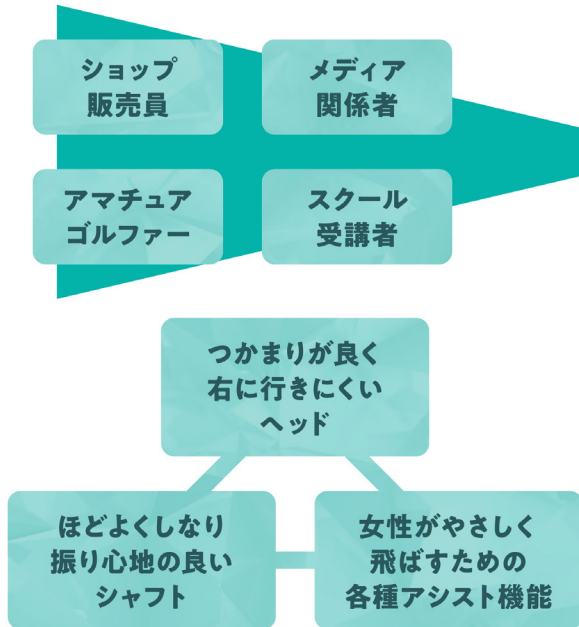 ショップ
販売員
メディア
関係者
アマチュア
ゴルファー
スクール
受講者
つかまりが良く
右に行きにくい
ヘッド
ほどよくしなり
振り心地の良い
シャフト
女性がやさしく
飛ばすための
各種アシスト機能